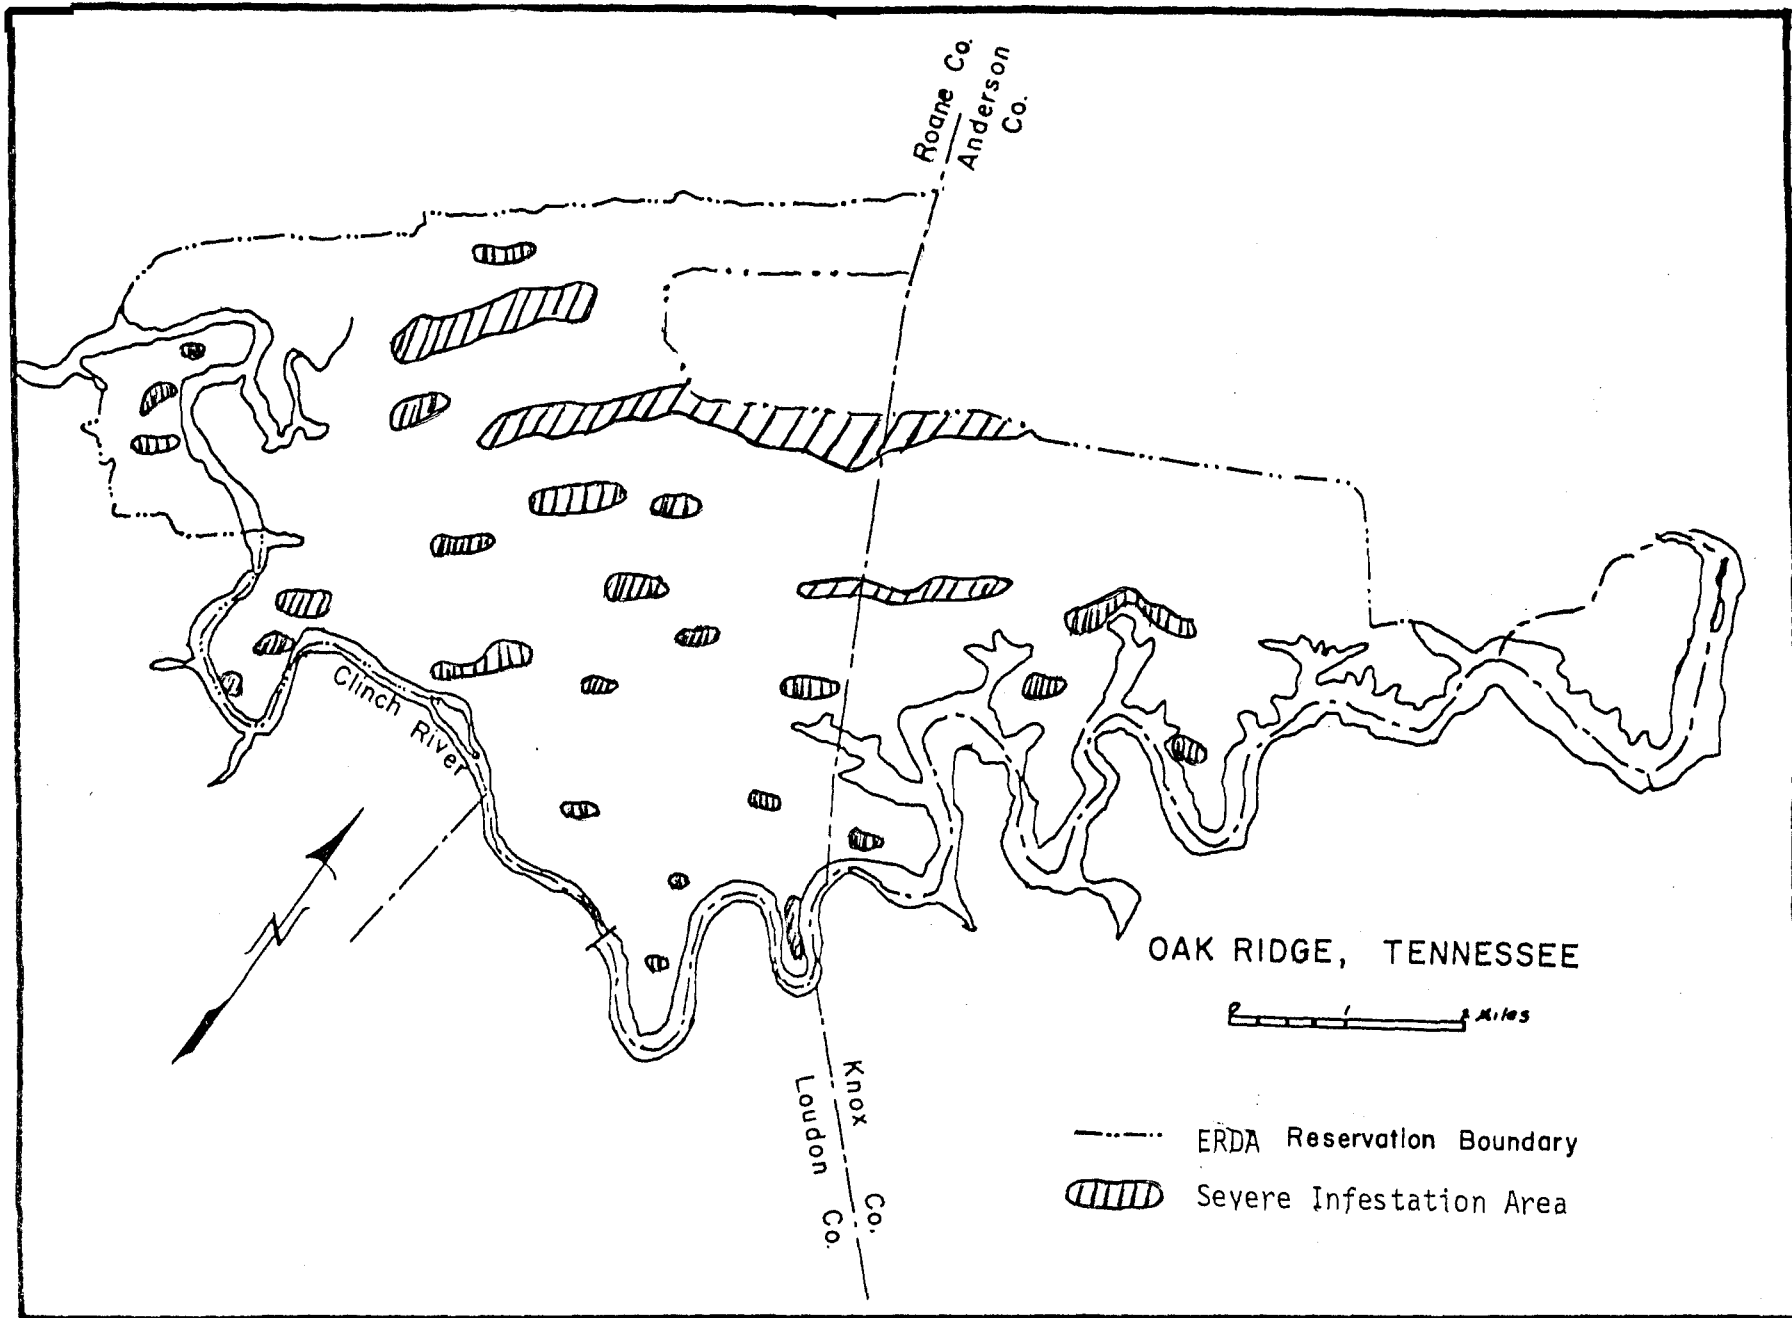 Roane Co.
Anderson
Co.
Clinch River
N
OAK RIDGE, TENNESSEE
0 1 2 Miles
Knox Co.
Loudon Co.
ERDA Reservation Boundary
Severe Infestation Area